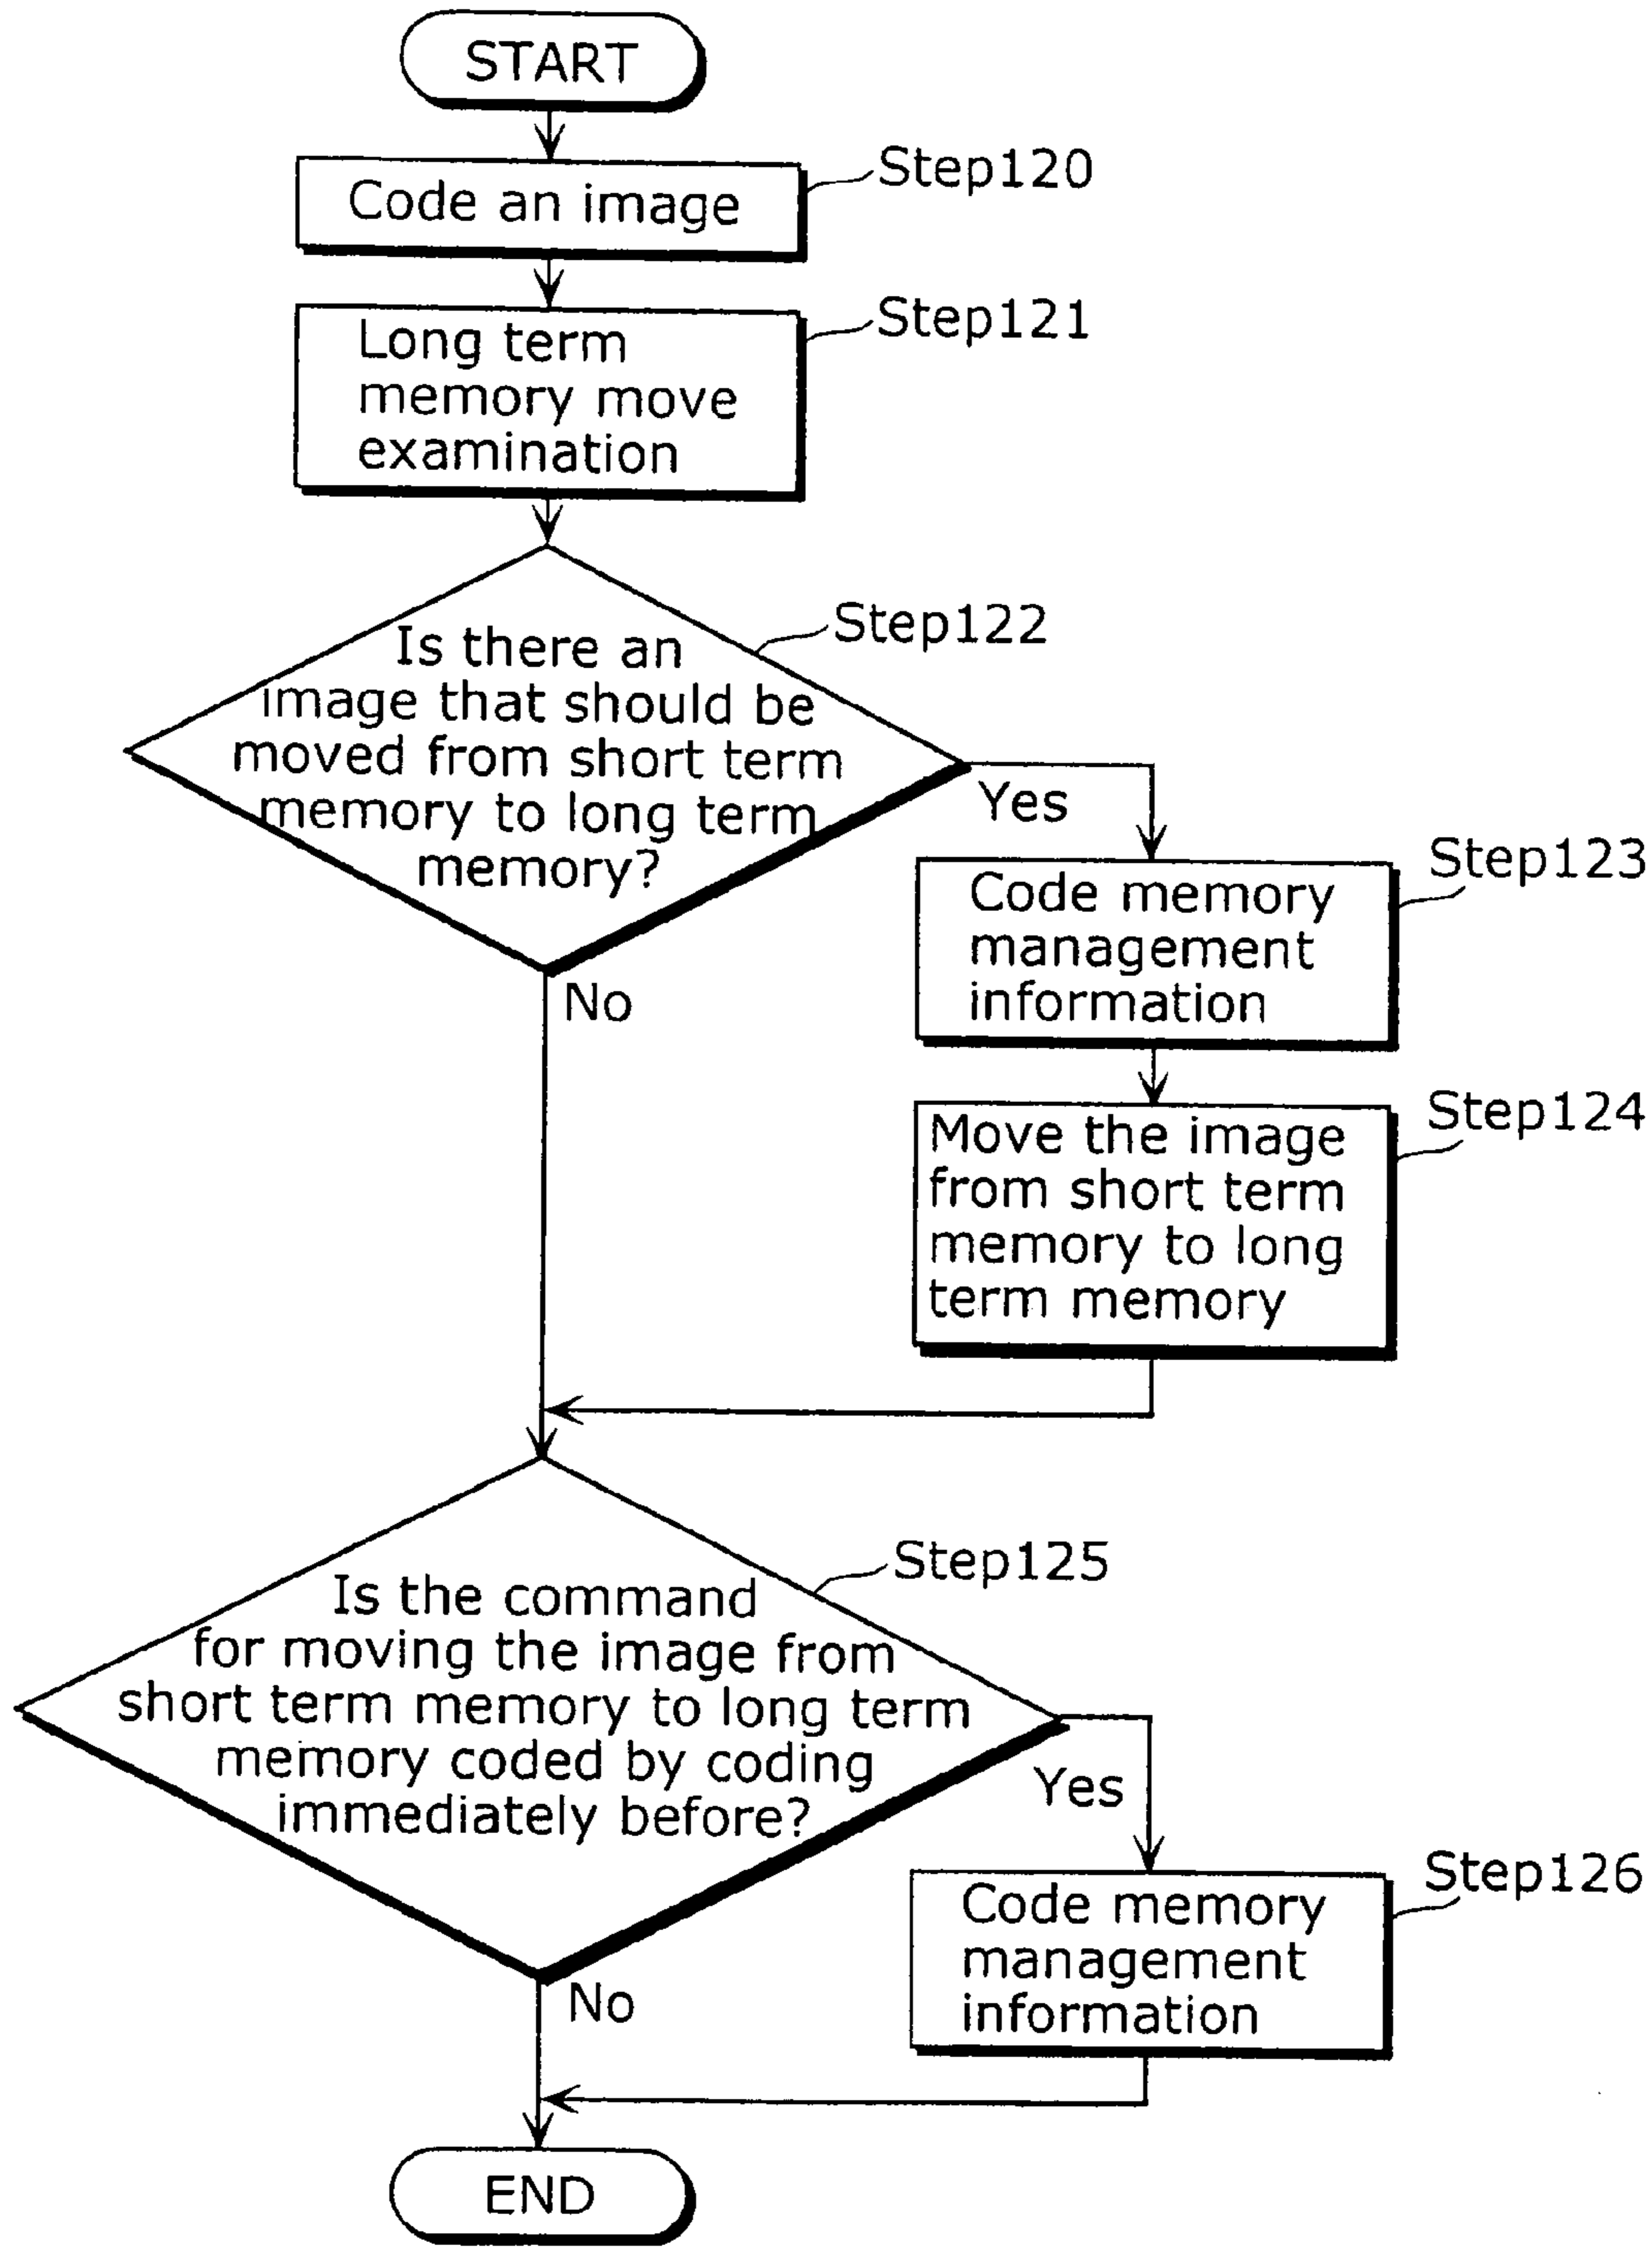 START
Code an image
Step120
Long term
memory move
examination
Step121
Is there an
image that should be
moved from short term
memory to long term
memory?
Step122
Yes
No
Code memory
management
information
Step123
Move the image
from short term
memory to long
term memory
Step124
Is the command
for moving the image from
short term memory to long term
memory coded by coding
immediately before?
Step125
Yes
No
Code memory
management
information
Step126
END